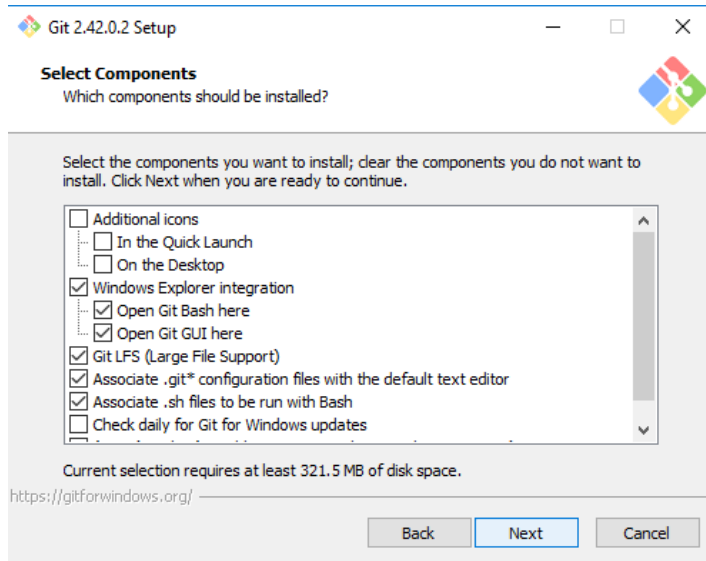 Git 2.42.0.2 Setup
Select Components
Which components should be installed?
Select the components you want to install; clear the components you do not want to
install. Click Next when you are ready to continue.
Additional icons
In the Quick Launch
On the Desktop
Windows Explorer integration
Open Git Bash here
Open Git GUI here
Git LFS (Large File Support)
Associate .git* configuration files with the default text editor
Associate .sh files to be run with Bash
Check daily for Git for Windows updates
Current selection requires at least 321.5 MB of disk space.
https://gitforwindows.org/
Back Next Cancel